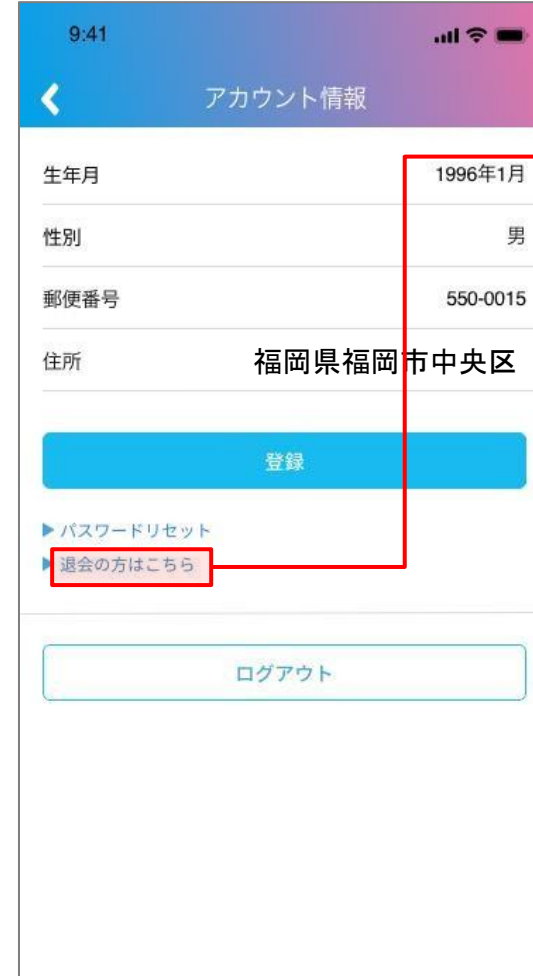 9:41
アカウント情報
生年月 1996年1月
性別 男
郵便番号 550-0015
住所 福岡県福岡市中央区
登録
パスワードリセット
退会の方はこちら
ログアウト